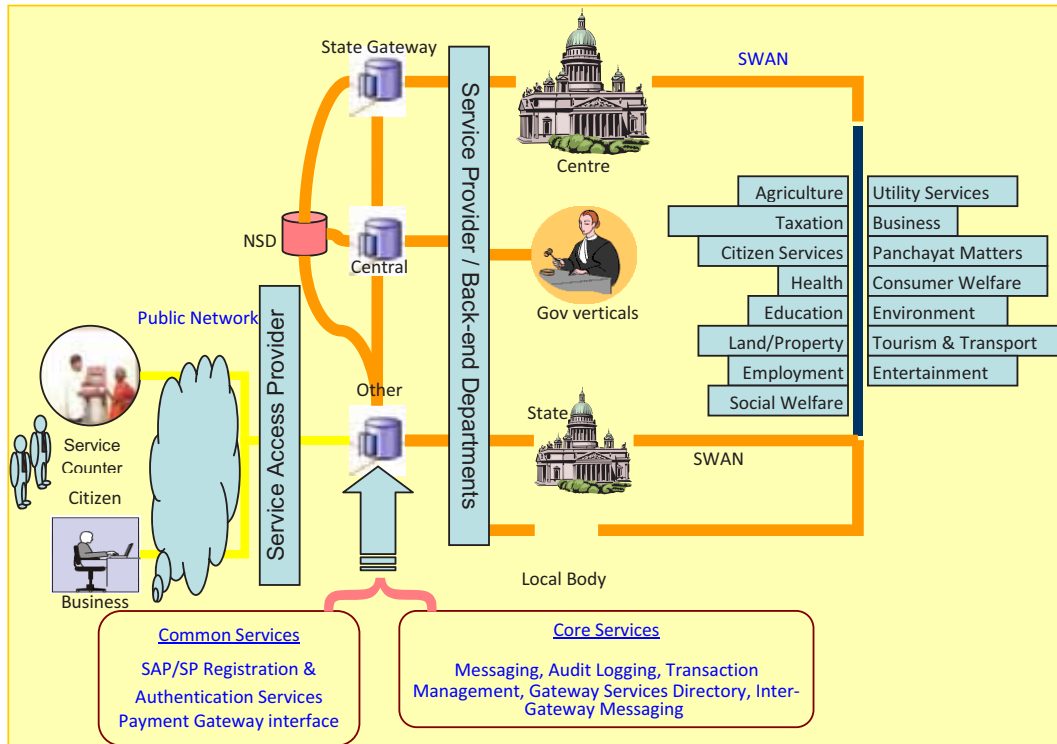 State Gateway
SWAN
Service Provider / Back-end Departments
Centre
NSD
Central
Gov verticals
Agriculture
Taxation
Citizen Services
Health
Education
Land/Property
Employment
Social Welfare
Utility Services
Business
Panchayat Matters
Consumer Welfare
Environment
Tourism & Transport
Entertainment
Public Network
Service Access Provider
Other
State
SWAN
Service
Counter
Citizen
Business
Local Body
Common Services
SAP/SP Registration &
Authentication Services
Payment Gateway interface
Core Services
Messaging, Audit Logging, Transaction
Management, Gateway Services Directory, Inter-
Gateway Messaging